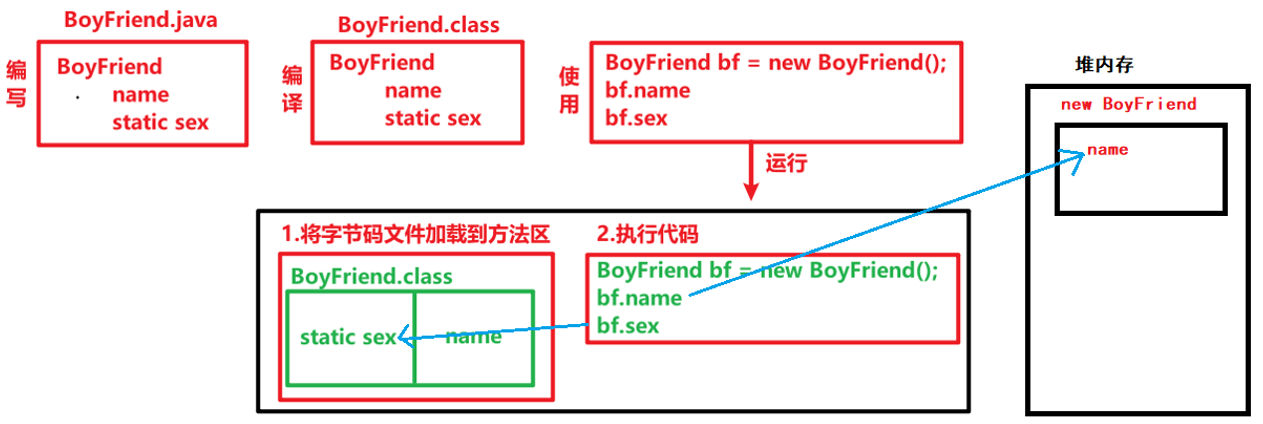 BoyFriend.java
编写
BoyFriend
name
static sex
BoyFriend.class
编译
BoyFriend
name
static sex
使用
BoyFriend bf = new BoyFriend();
bf.name
bf.sex
运行
1.将字节码文件加载到方法区
BoyFriend.class
static sex
name
2.执行代码
BoyFriend bf = new BoyFriend();
bf.name
bf.sex
堆内存
new BoyFriend
name